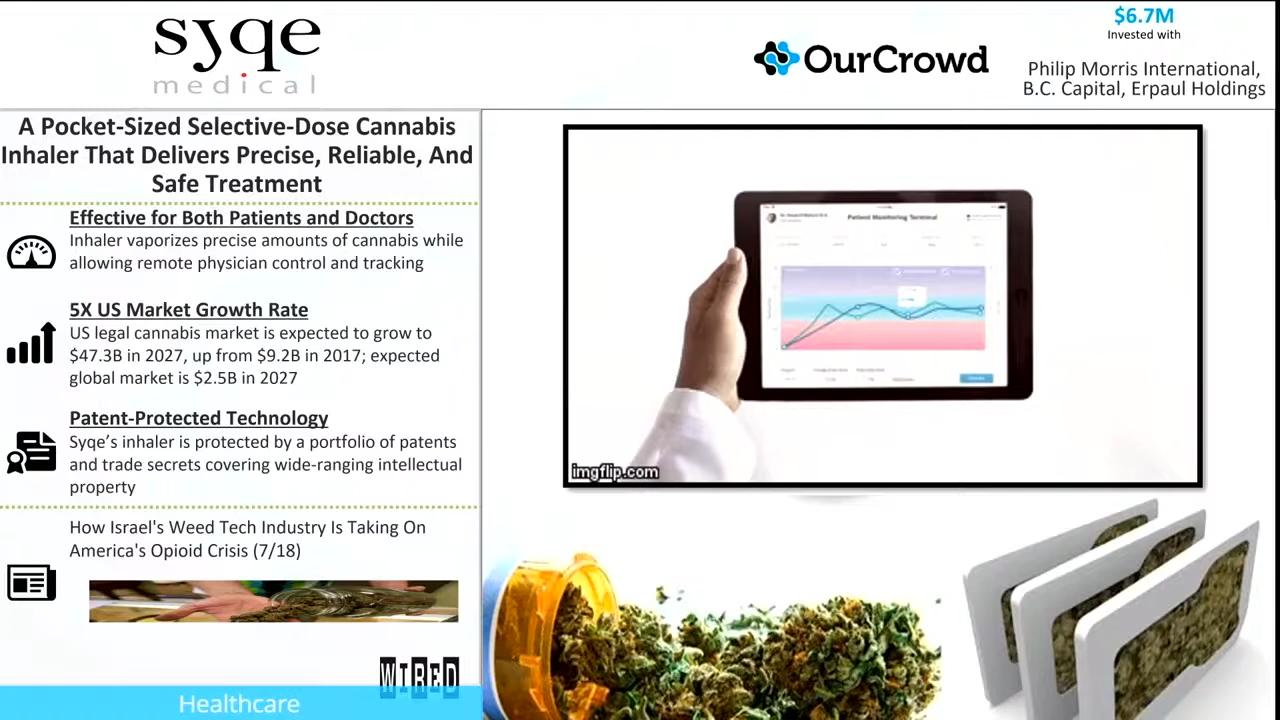 syqe
medical
OurCrowd
$6.7M
Invested with
Philip Morris International,
B.C. Capital, Erpaul Holdings
A Pocket-Sized Selective-Dose Cannabis
Inhaler That Delivers Precise, Reliable, And
Safe Treatment
Effective for Both Patients and Doctors
Inhaler vaporizes precise amounts of cannabis while
allowing remote physician control and tracking
5X US Market Growth Rate
US legal cannabis market is expected to grow to
$47.3B in 2027, up from $9.2B in 2017; expected
global market is $2.5B in 2027
Patent-Protected Technology
Syqe's inhaler is protected by a portfolio of patents
and trade secrets covering wide-ranging intellectual
property
How Israel's Weed Tech Industry Is Taking On
America's Opioid Crisis (7/18)
WIRED
Healthcare
Patient Monitoring Terminal
imgflip.com